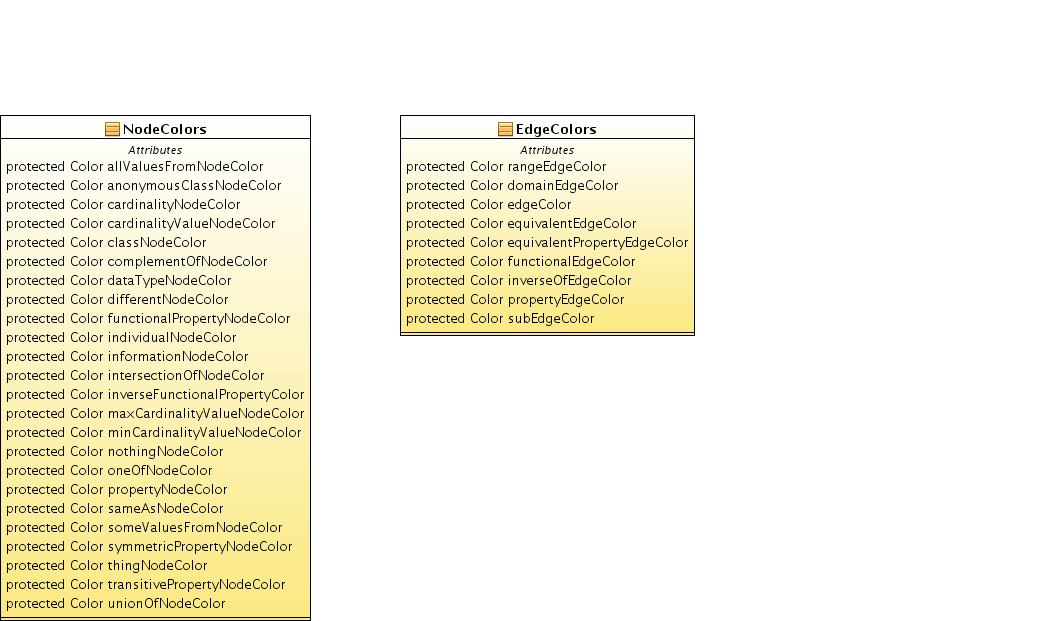 NodeColors
Attributes
protected Color allValuesFromNodeColor
protected Color anonymousClassNodeColor
protected Color cardinalityNodeColor
protected Color cardinalityValueNodeColor
protected Color classNodeColor
protected Color complementOfNodeColor
protected Color dataTypeNodeColor
protected Color differentNodeColor
protected Color functionalPropertyNodeColor
protected Color individualNodeColor
protected Color informationNodeColor
protected Color intersectionOfNodeColor
protected Color inverseFunctionalPropertyColor
protected Color maxCardinalityValueNodeColor
protected Color minCardinalityValueNodeColor
protected Color nothingNodeColor
protected Color oneOfNodeColor
protected Color propertyNodeColor
protected Color sameAsNodeColor
protected Color someValuesFromNodeColor
protected Color symmetricPropertyNodeColor
protected Color thingNodeColor
protected Color transitivePropertyNodeColor
protected Color unionOfNodeColor
EdgeColors
Attributes
protected Color rangeEdgeColor
protected Color domainEdgeColor
protected Color edgeColor
protected Color equivalentEdgeColor
protected Color equivalentPropertyEdgeColor
protected Color functionalEdgeColor
protected Color inverseOfEdgeColor
protected Color propertyEdgeColor
protected Color subEdgeColor